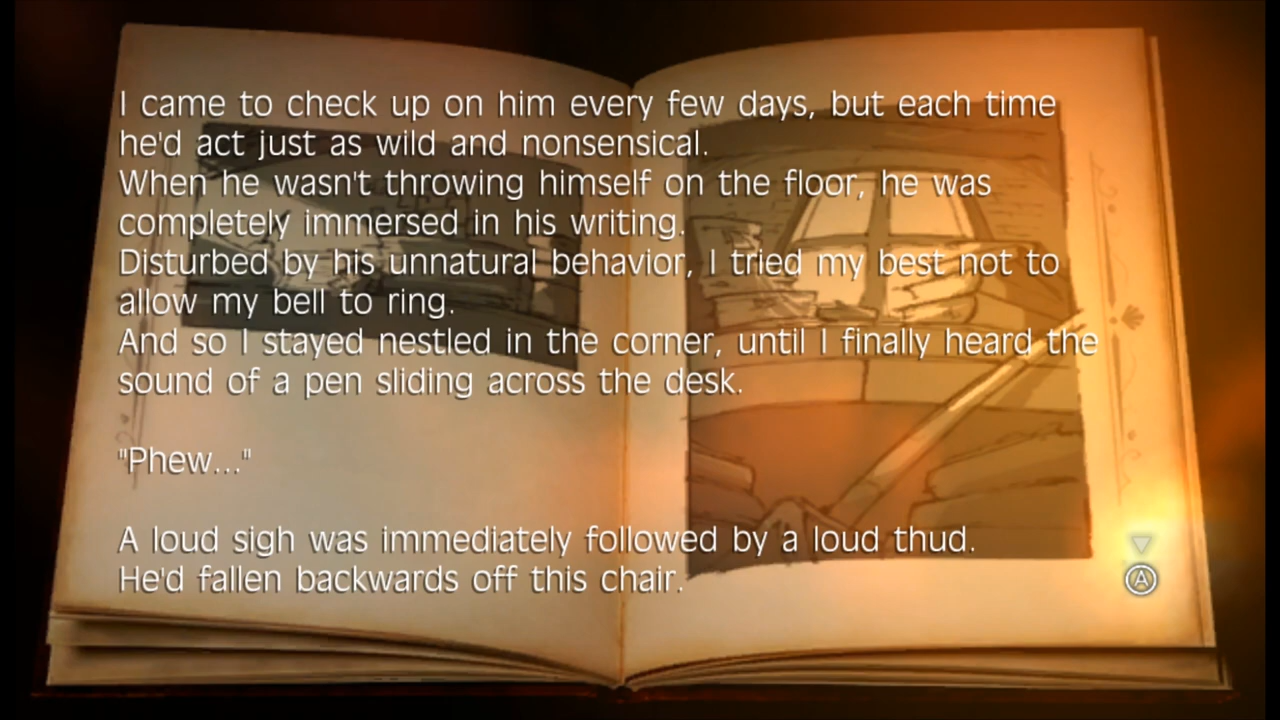 I came to check up on him every few days, but each time
he'd act just as wild and nonsensical.
When he wasn't throwing himself on the floor, he was
completely immersed in his writing.
Disturbed by his unnatural behavior, I tried my best not to
allow my bell to ring.
And so I stayed nestled in the corner, until I finally heard the
sound of a pen sliding across the desk.
"Phew..."
A loud sigh was immediately followed by a loud thud.
He'd fallen backwards off this chair.
A